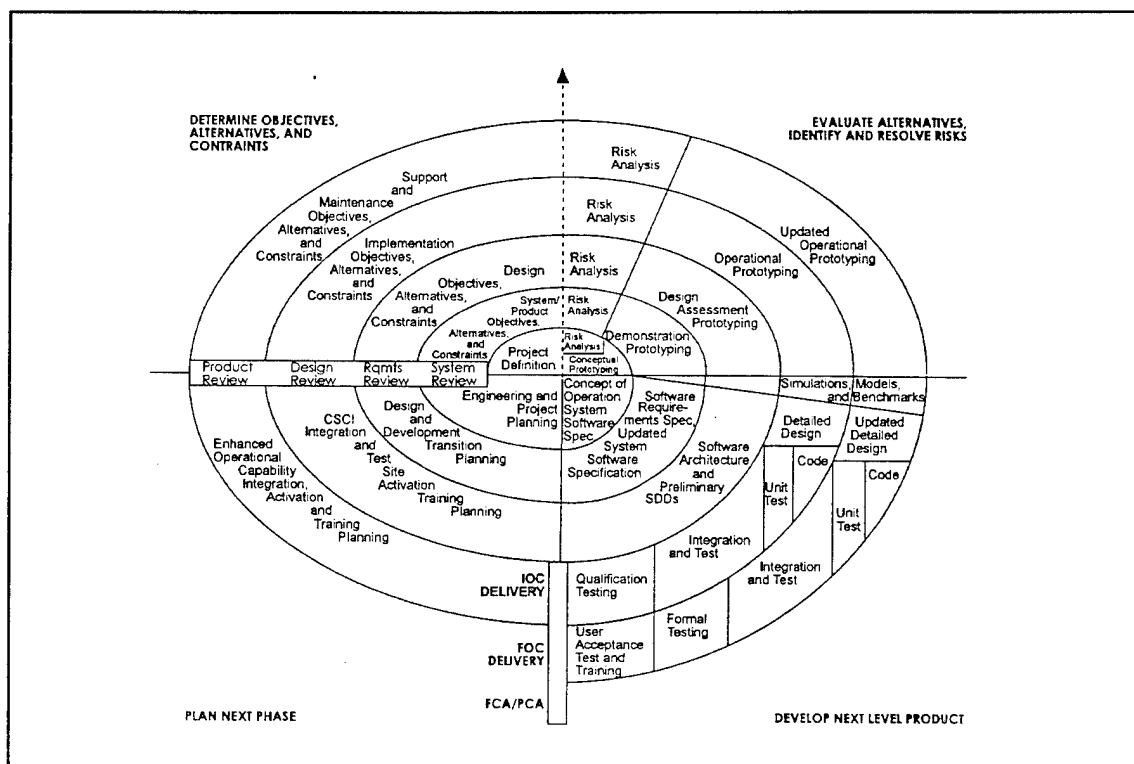 DETERMINE OBJECTIVES,
ALTERNATIVES, AND
CONTRAINTS
EVALUATE ALTERNATIVES,
IDENTIFY AND RESOLVE RISKS
Support
and
Maintenance
Objectives,
Alternatives,
and
Constraints
Risk
Analysis
Implementation
Objectives,
Alternatives,
and
Constraints
Risk
Analysis
Updated
Operational
Prototyping
Design
Objectives,
Alternatives,
and
Constraints
Risk
Analysis
Operational
Prototyping
System/
Product
Objectives,
Alternatives,
and
Constraints
Risk
Analysis
Design
Assessment
Prototyping
Project
Definition
Risk
Analysis
Conceptual
Prototyping
Demonstration
Prototyping
Product
Review
Design
Review
Rqmts
Review
System
Review
Simulations, Models,
and Benchmarks
Engineering and
Project
Planning
Concept of
Operation
System
Software
Spec.
Software
Require-
ments Spec,
Updated
System
Software
Specification
Design
and
Development
Transition
Planning
Software
Architecture
and
Preliminary
SDDs
CSCI
Integration
and
Test
Site
Activation
Training
Planning
Detailed
Design
Code
Unit
Test
Integration
and Test
Qualification
Testing
Enhanced
Operational
Capability
Integration,
Activation
and
Training
Planning
Updated
Detailed
Design
Code
Unit
Test
Integration
and Test
Formal
Testing
User
Acceptance
Test and
Training
IOC
DELIVERY
FOC
DELIVERY
FCA/PCA
PLAN NEXT PHASE
DEVELOP NEXT LEVEL PRODUCT